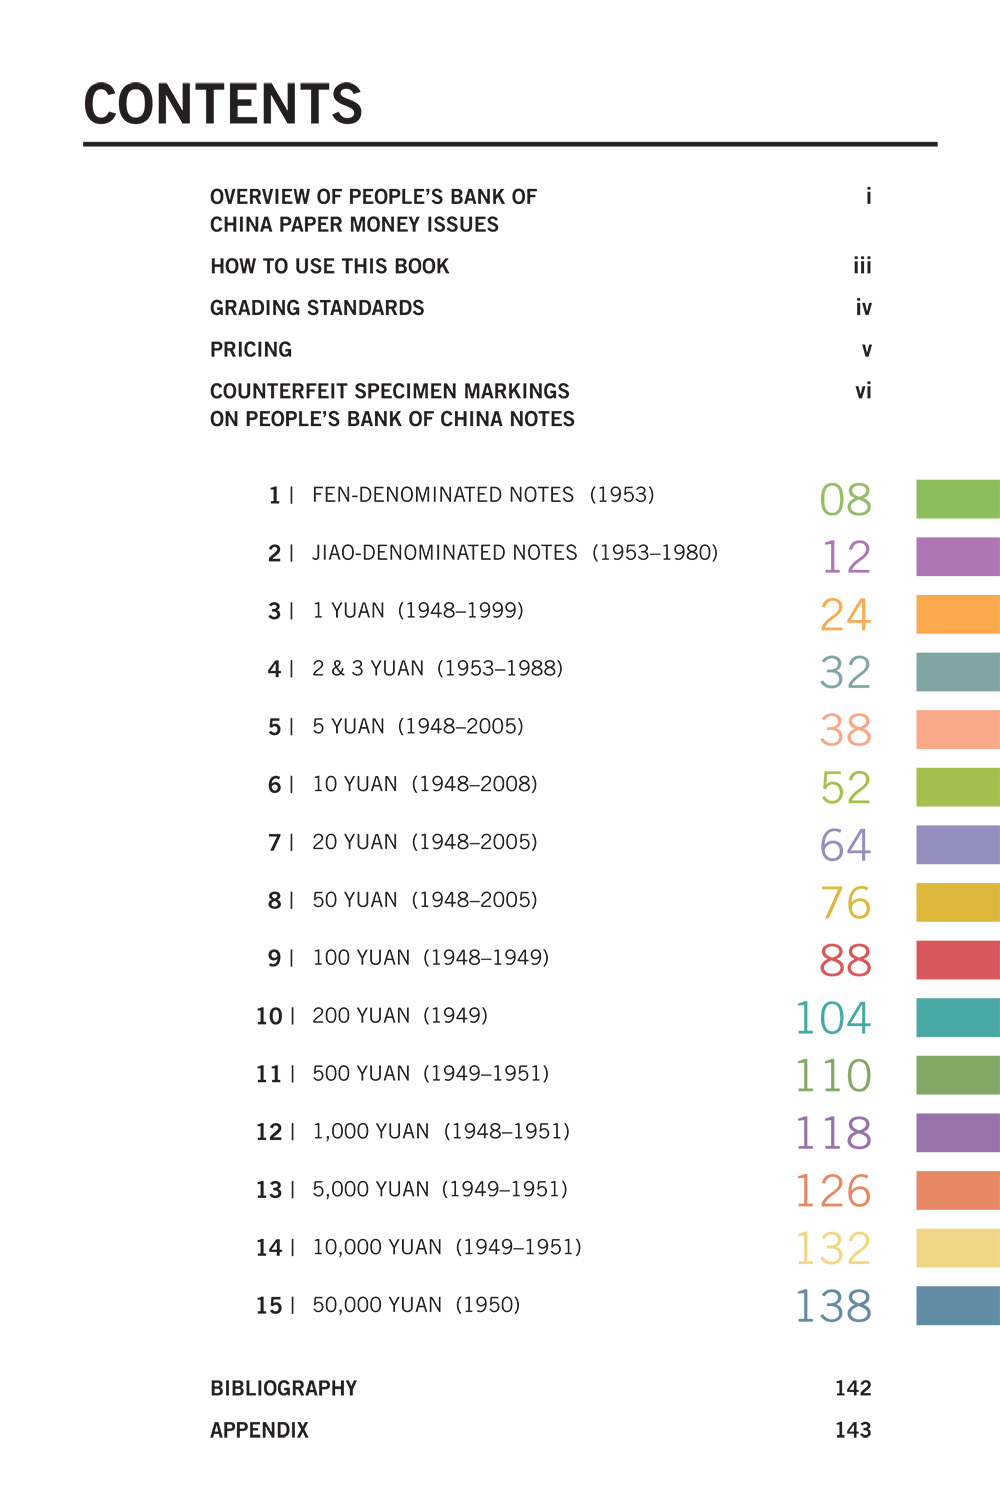 CONTENTS
OVERVIEW OF PEOPLE’S BANK OF i
CHINA PAPER MONEY ISSUES
HOW TO USE THIS BOOK iii
GRADING STANDARDS iv
PRICING v
COUNTERFEIT SPECIMEN MARKINGS vi
ON PEOPLE’S BANK OF CHINA NOTES
1 | FEN-DENOMINATED NOTES (1953) 08
2 | JIAO-DENOMINATED NOTES (1953–1980) 12
3 | 1 YUAN (1948–1999) 24
4 | 2 & 3 YUAN (1953–1988) 32
5 | 5 YUAN (1948–2005) 38
6 | 10 YUAN (1948–2008) 52
7 | 20 YUAN (1948–2005) 64
8 | 50 YUAN (1948–2005) 76
9 | 100 YUAN (1948–1949) 88
10 | 200 YUAN (1949) 104
11 | 500 YUAN (1949–1951) 110
12 | 1,000 YUAN (1948–1951) 118
13 | 5,000 YUAN (1949–1951) 126
14 | 10,000 YUAN (1949–1951) 132
15 | 50,000 YUAN (1950) 138
BIBLIOGRAPHY 142
APPENDIX 143